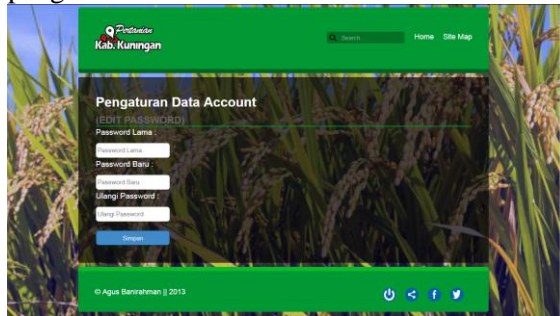 Pertanian
Kab. Kuningan
Search
Home Site Map
Pengaturan Data Account
(EDIT PASSWORD)
Password Lama :
Password Lama
Password Baru :
Password Baru
Ulangi Password :
Ulangi Password
Simpan
© Agus Banirahman || 2013